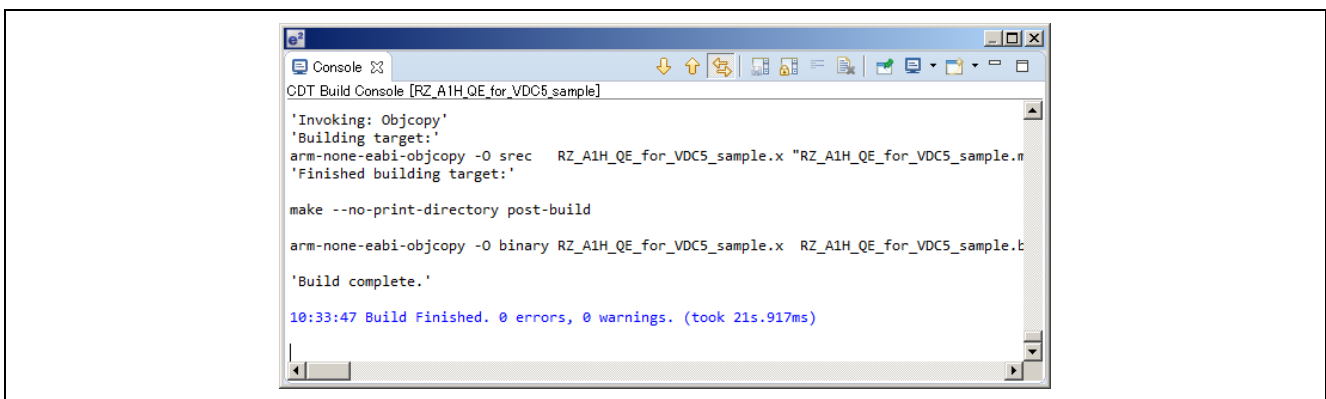 e²
Console
CDT Build Console [RZ_A1H_QE_for_VDC5_sample]
'Invoking: Objcopy'
'Building target:'
arm-none-eabi-objcopy -O srec   RZ_A1H_QE_for_VDC5_sample.x "RZ_A1H_QE_for_VDC5_sample.m
'Finished building target:'
make --no-print-directory post-build
arm-none-eabi-objcopy -O binary RZ_A1H_QE_for_VDC5_sample.x  RZ_A1H_QE_for_VDC5_sample.b
'Build complete.'
10:33:47 Build Finished. 0 errors, 0 warnings. (took 21s.917ms)